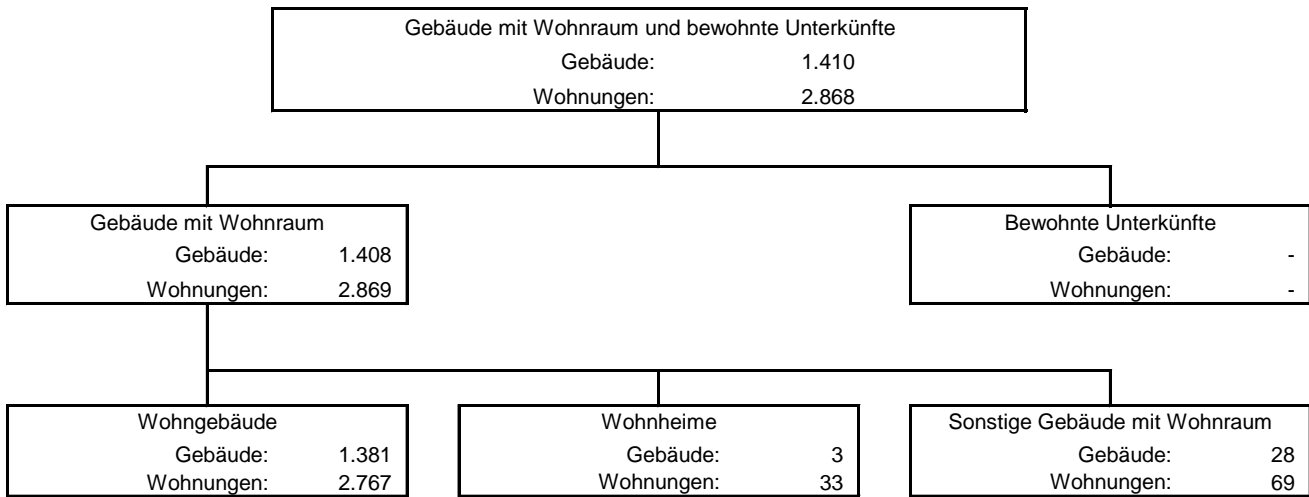 Gebäude mit Wohnraum und bewohnte Unterkünfte
Gebäude: 1.410
Wohnungen: 2.868
Gebäude mit Wohnraum
Gebäude: 1.408
Wohnungen: 2.869
Bewohnte Unterkünfte
Gebäude: -
Wohnungen: -
Wohngebäude
Gebäude: 1.381
Wohnungen: 2.767
Wohnheime
Gebäude: 3
Wohnungen: 33
Sonstige Gebäude mit Wohnraum
Gebäude: 28
Wohnungen: 69